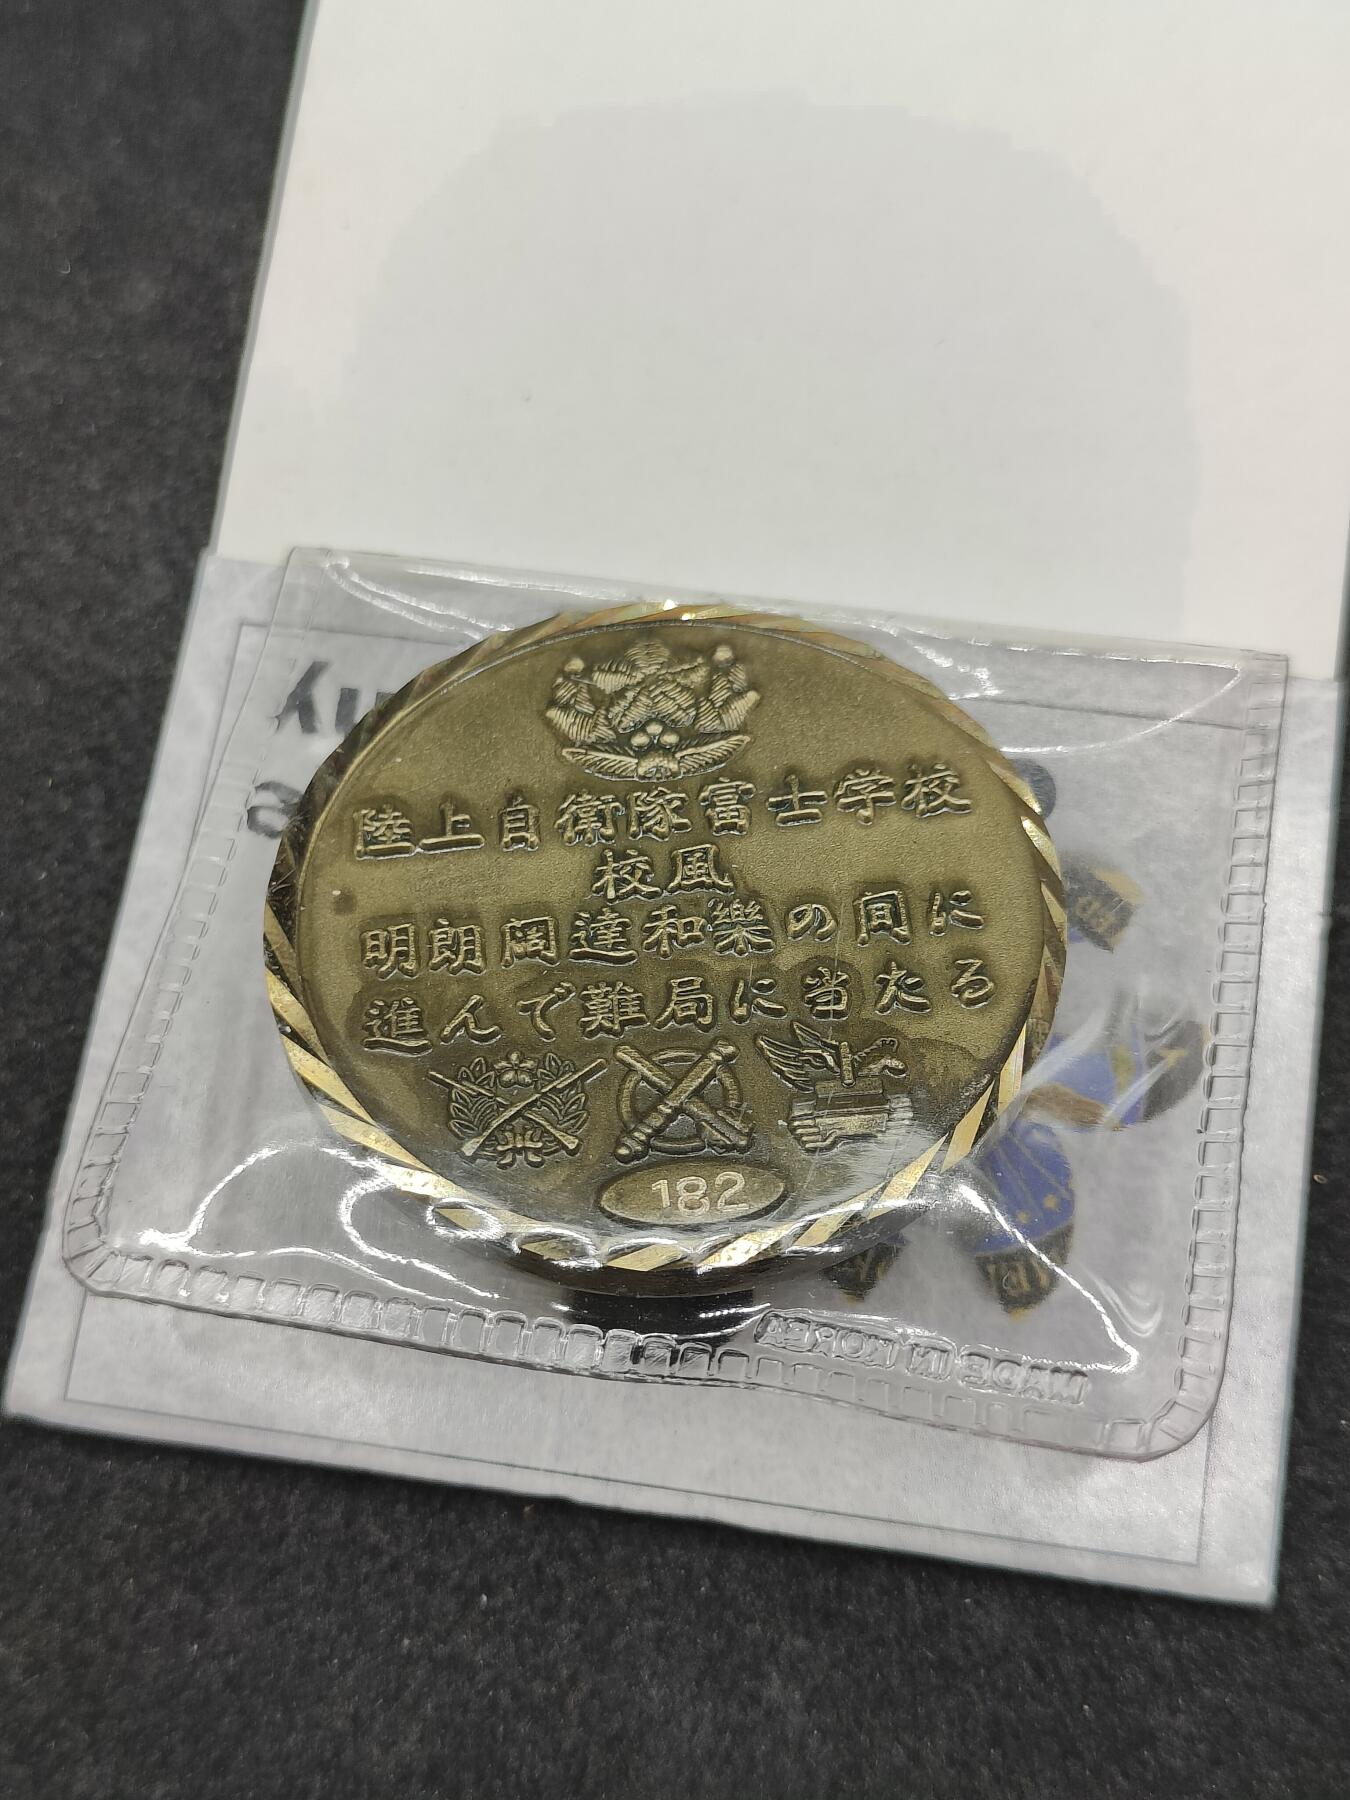 陸上自衛隊富士学校
校風
明朗闊達和樂の間に
進んで難局に当たる
182
MADE IN KOREA